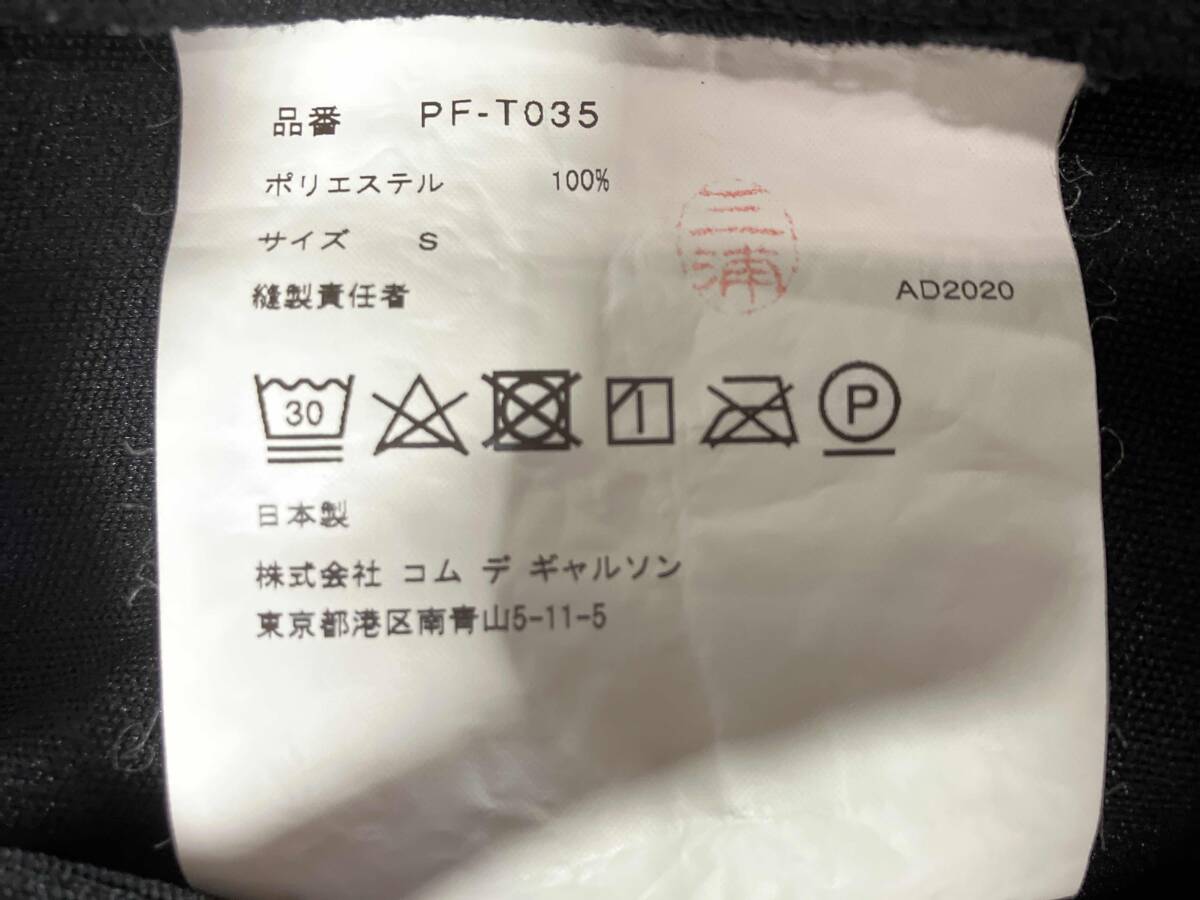 品番 PF-T035
ポリエステル 100%
サイズ S
三浦
縫製責任者
AD2020
30
P
日本製
株式会社 コム デ ギャルソン
東京都港区南青山5-11-5